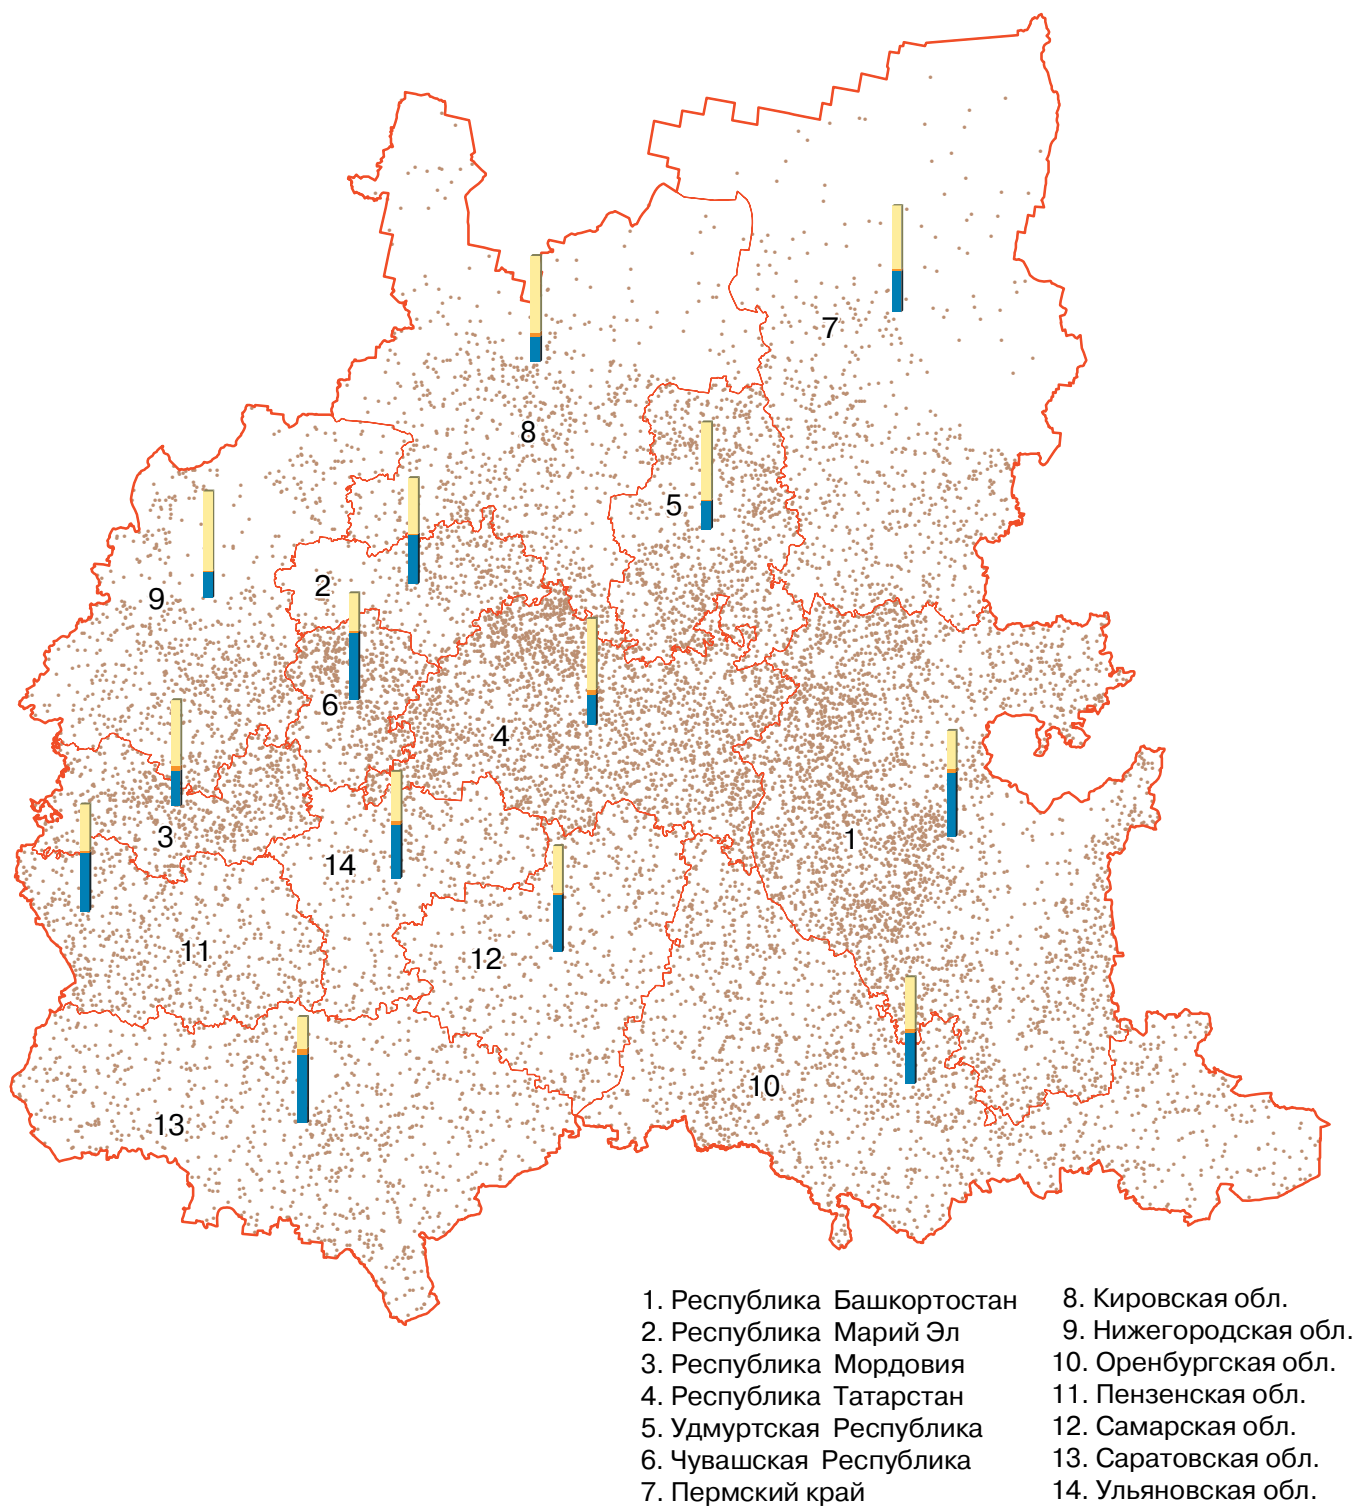 7
8
5
2
9
6
4
3
1
14
11
12
10
13
1. Республика Башкортостан
2. Республика Марий Эл
3. Республика Мордовия
4. Республика Татарстан
5. Удмуртская Республика
6. Чувашская Республика
7. Пермский край
8. Кировская обл.
9. Нижегородская обл.
10. Оренбургская обл.
11. Пензенская обл.
12. Самарская обл.
13. Саратовская обл.
14. Ульяновская обл.